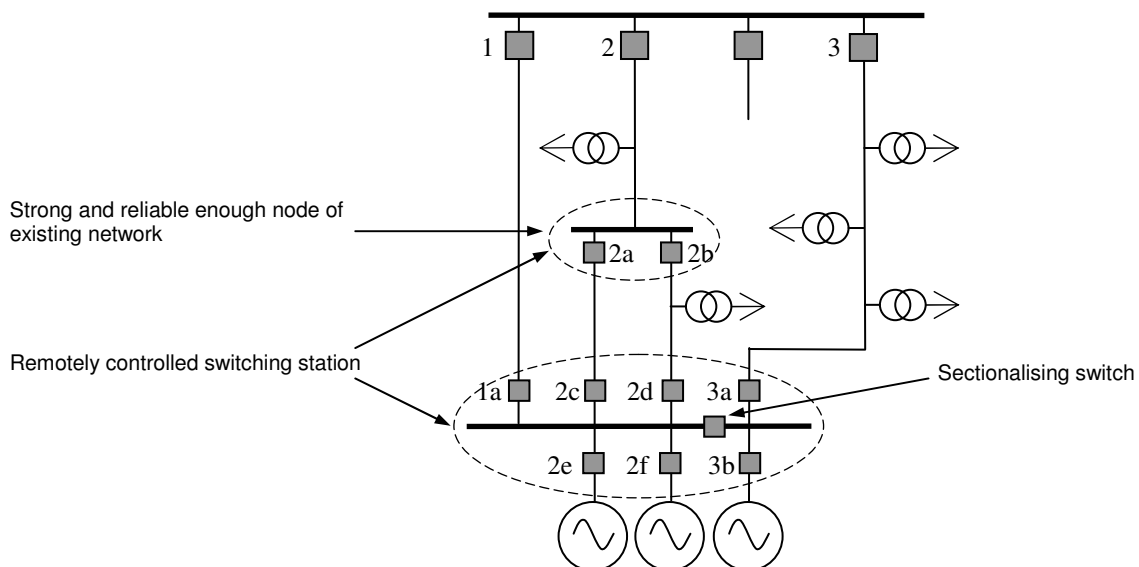 1
2
3
Strong and reliable enough node of
existing network
2a
2b
Remotely controlled switching station
Sectionalising switch
1a
2c
2d
3a
2e
2f
3b